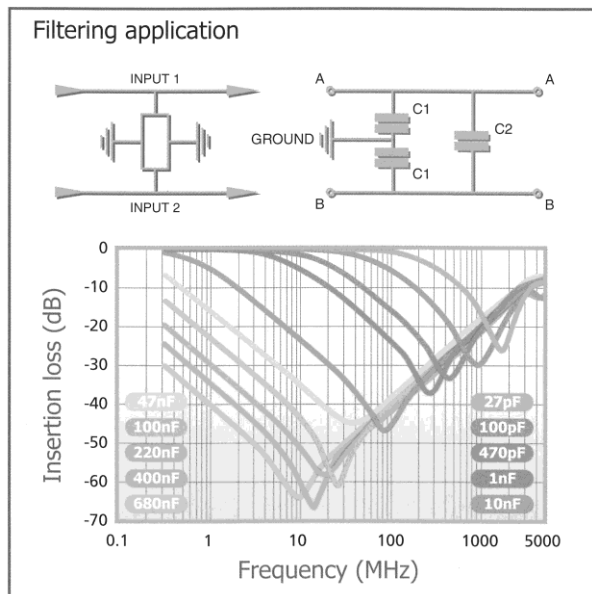 Filtering application
INPUT 1
INPUT 2
A A
C1
GROUND C2
C1
B B
Insertion loss (dB)
0
-10
-20
-30
-40
-50
-60
-70
47nF 27pF
100nF 100pF
220nF 470pF
400nF 1nF
680nF 10nF
0.1 1 10 100 1000 5000
Frequency (MHz)